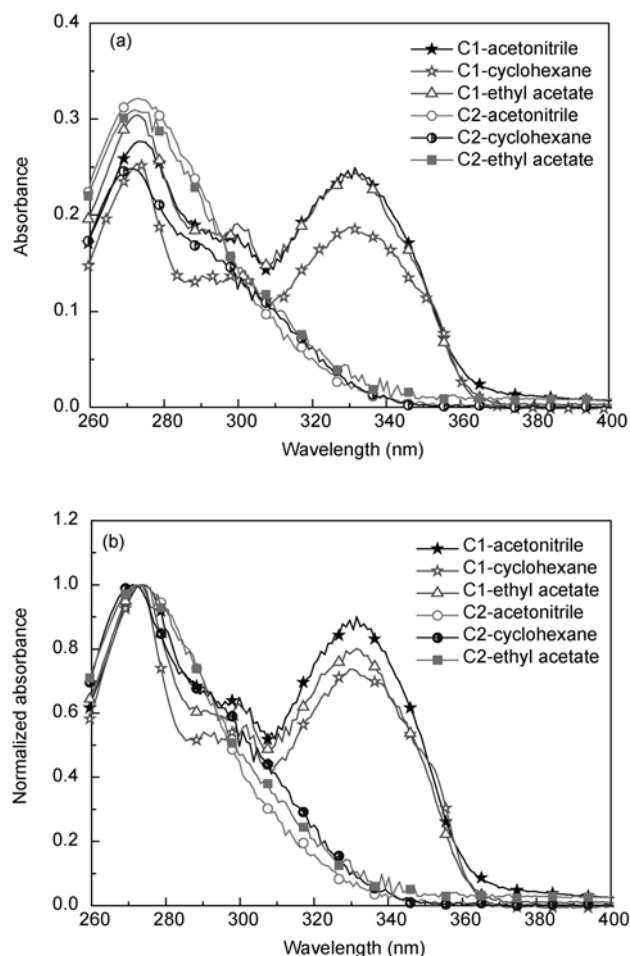 (a)
C1-acetonitrile
C1-cyclohexane
C1-ethyl acetate
C2-acetonitrile
C2-cyclohexane
C2-ethyl acetate
0.4
0.3
0.2
0.1
0.0
Absorbance
260 280 300 320 340 360 380 400
Wavelength (nm)
(b)
C1-acetonitrile
C1-cyclohexane
C1-ethyl acetate
C2-acetonitrile
C2-cyclohexane
C2-ethyl acetate
1.2
1.0
0.8
0.6
0.4
0.2
0.0
Normalized absorbance
260 280 300 320 340 360 380 400
Wavelength (nm)